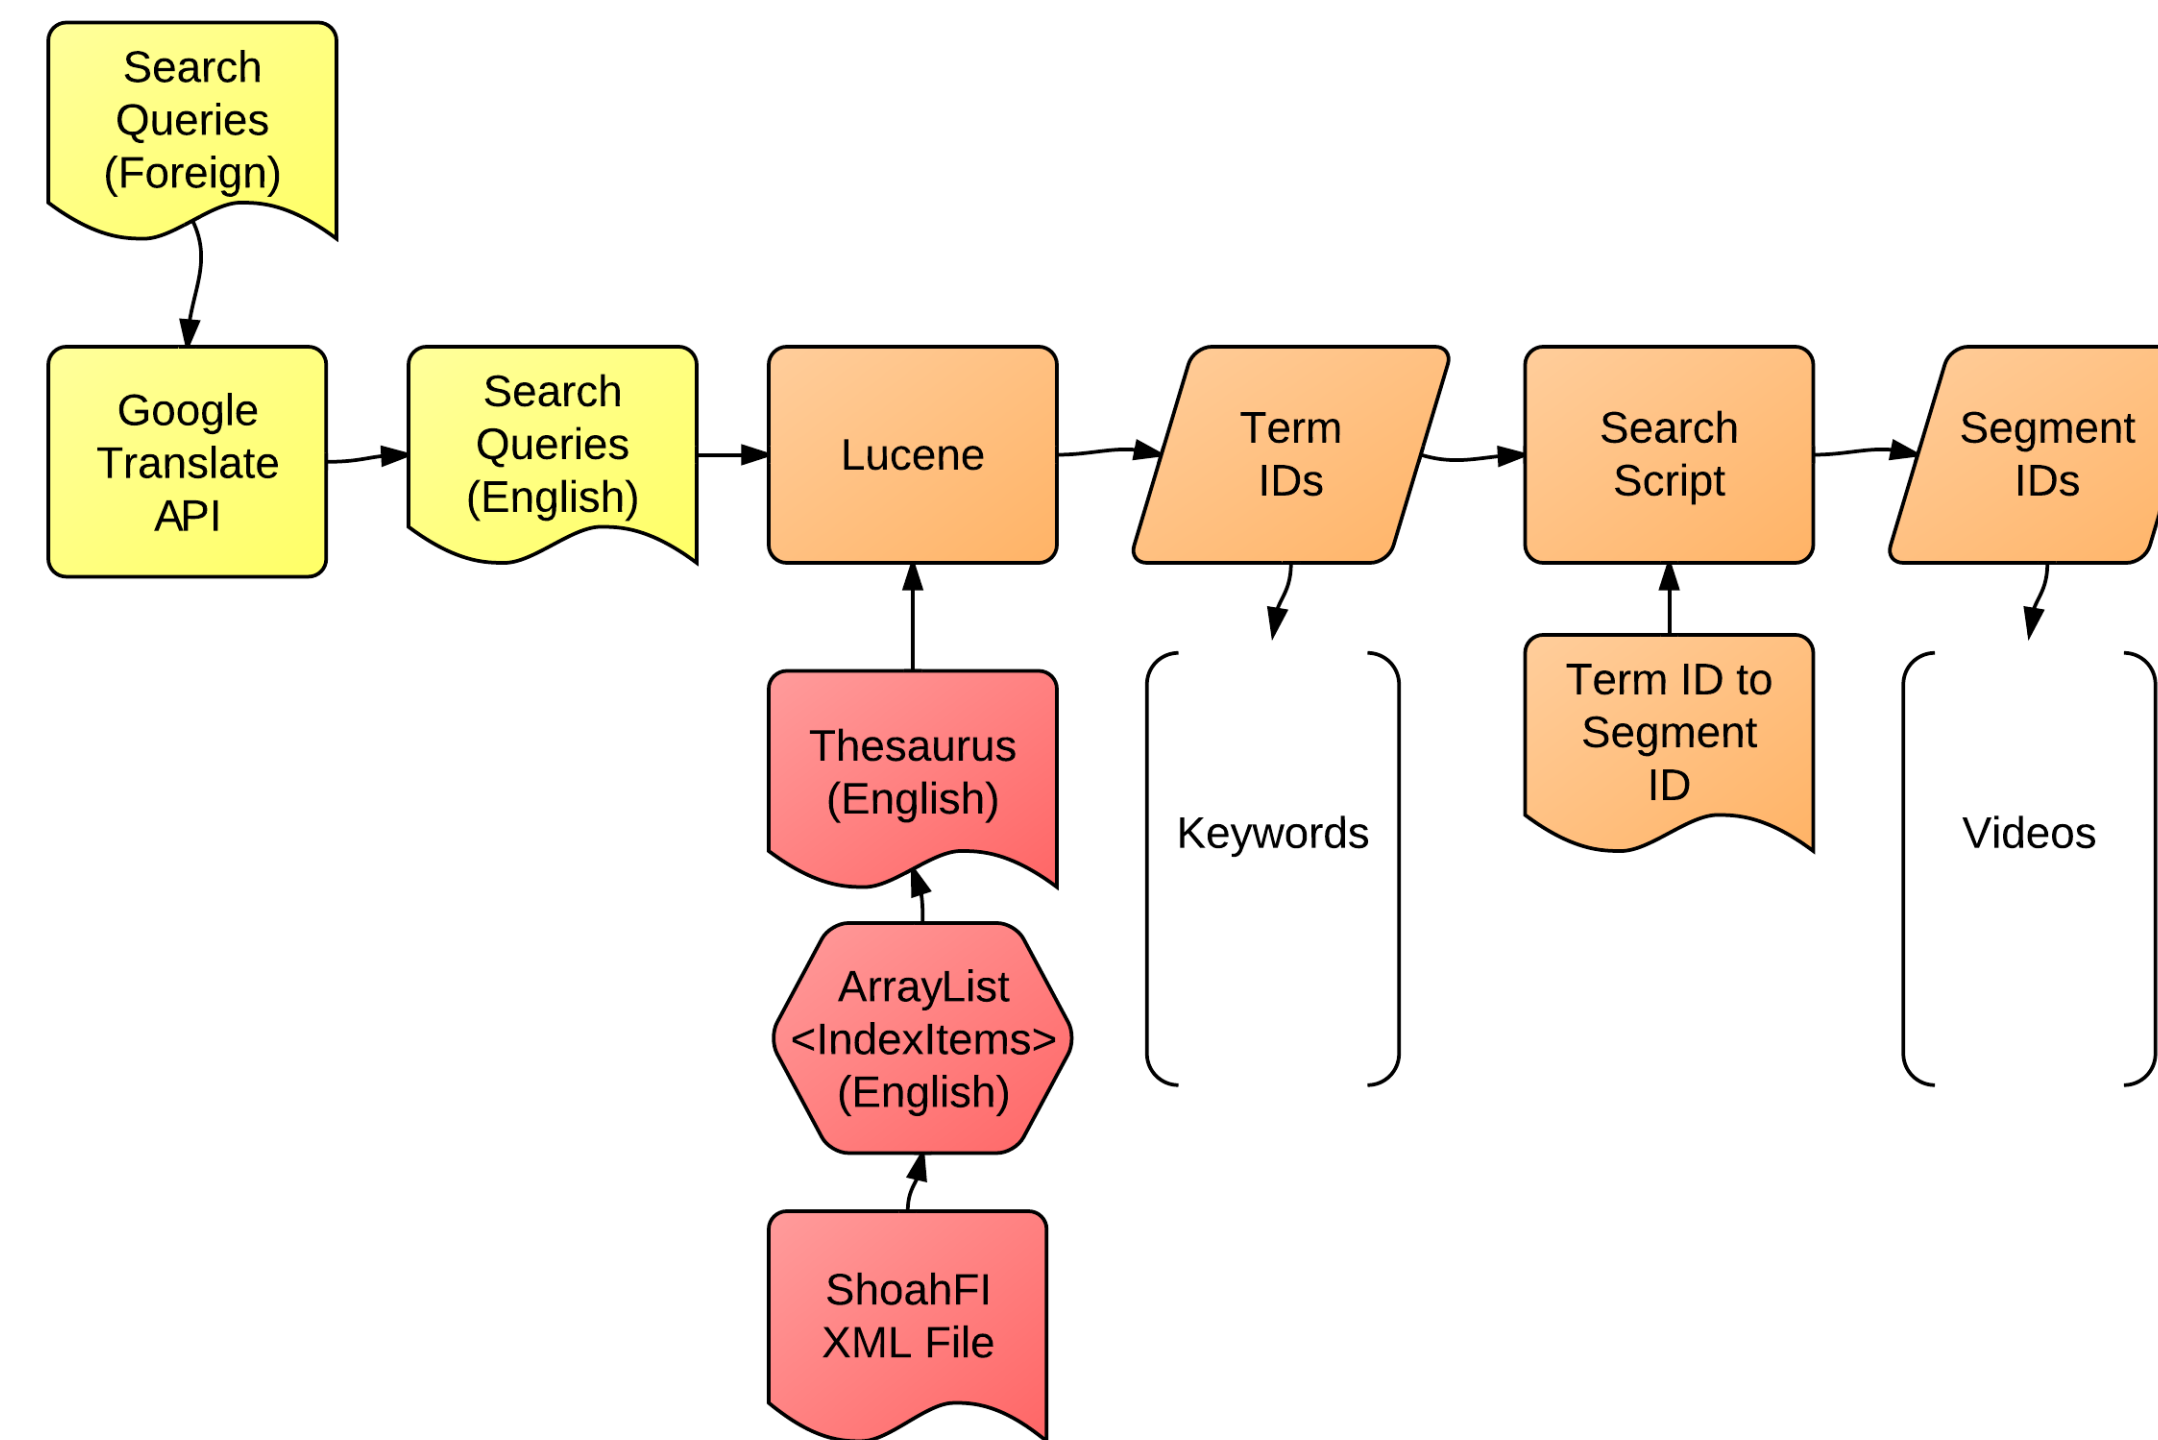 Search
Queries
(Foreign)
Google
Translate
API
Search
Queries
(English)
Lucene
Term
IDs
Search
Script
Segment
IDs
Thesaurus
(English)
Keywords
Term ID to
Segment
ID
Videos
ArrayList
<IndexItems>
(English)
ShoahFI
XML File